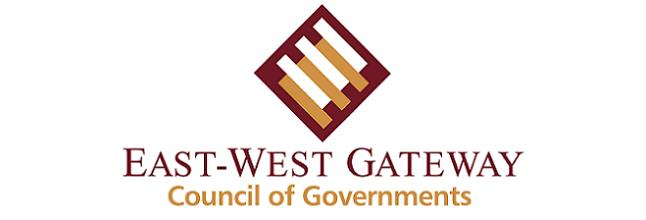 EAST-WEST GATEWAY
Council of Governments